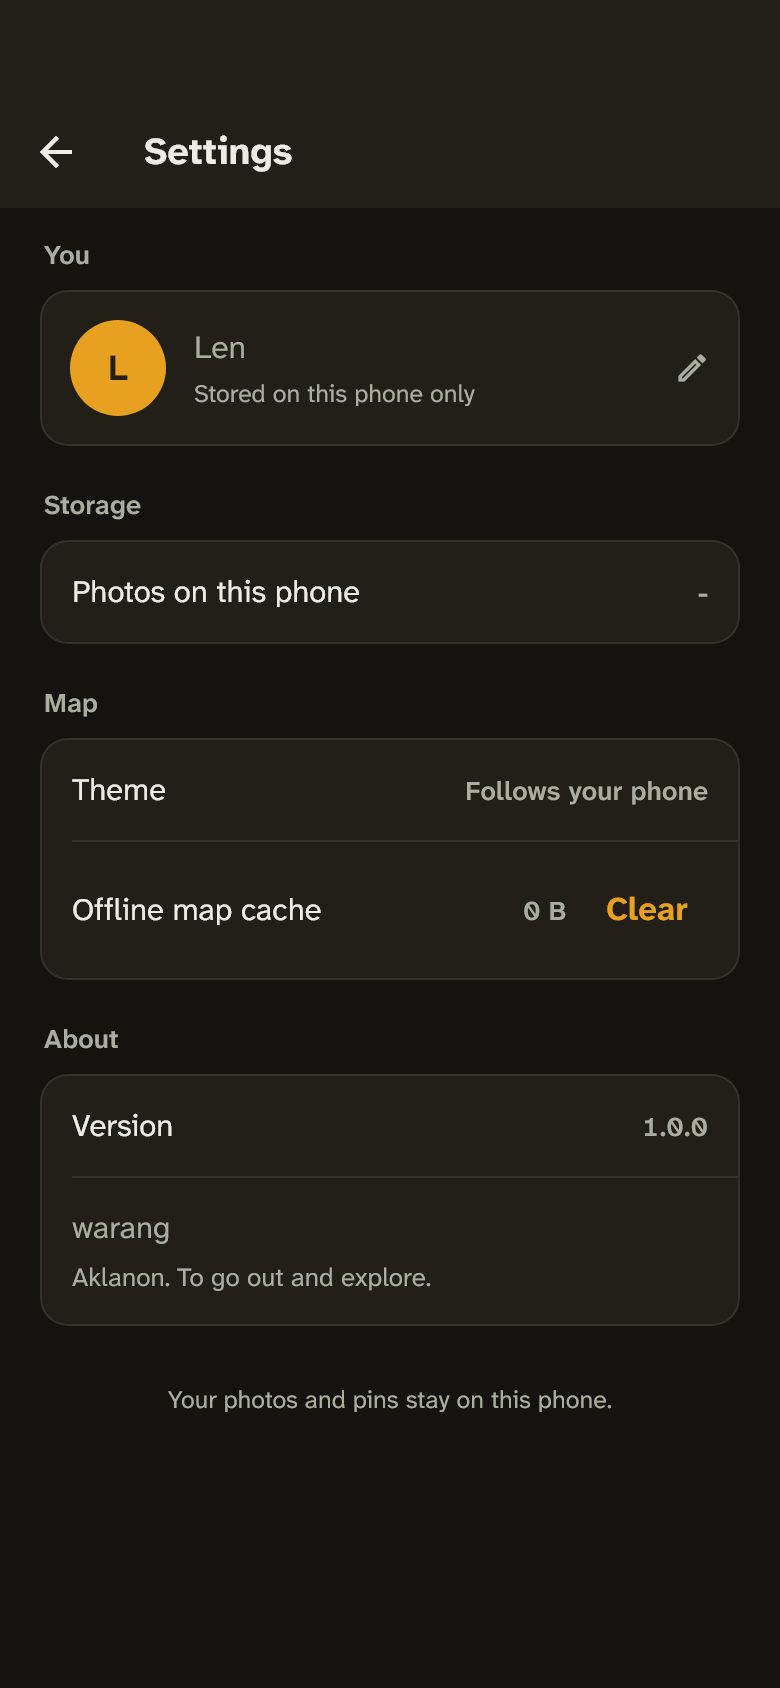 Settings
You
L
Len
Stored on this phone only
Storage
Photos on this phone -
Map
Theme Follows your phone
Offline map cache 0 B Clear
About
Version 1.0.0
warang
Aklanon. To go out and explore.
Your photos and pins stay on this phone.